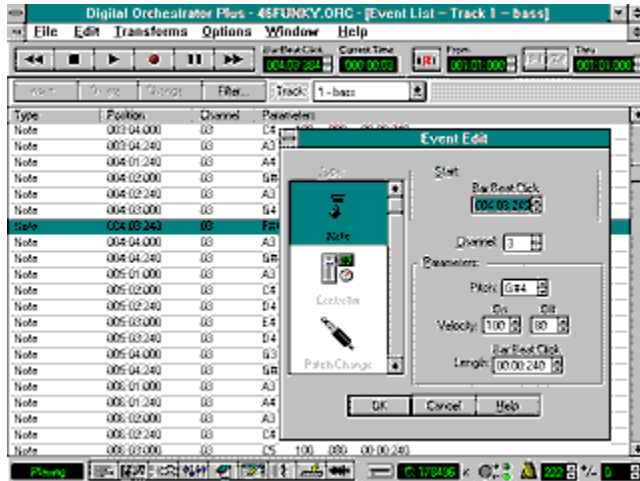 Digital Orchestrator Plus - 46FUNKY.ORC - [Event List - Track 1 - bass]
File Edit Transforms Options Window Help
Bar:Beat:Click Current Time From Thru
004:03:384 000:00:03 001:01:000 001:01:000
Filter... Track: 1 - bass
Type Position Channel Parameters
Note 003:04:000 03 C4 100 080 00:00:240
Note 003:04:240 03 A3
Note 004:01:240 03 A4
Note 004:02:000 03 G#
Note 004:02:240 03 A3
Note 004:03:000 03 G4
Note 004:03:240 03
Note 004:04:000 03 A3
Note 004:04:240 03 G#
Note 005:01:000 03 A3
Note 005:02:000 03 C4
Note 005:02:240 03 D4
Note 005:03:000 03 E4
Note 005:03:240 03 D4
Note 005:04:000 03 G3
Note 005:04:240 03 G#
Note 006:01:000 03 A3
Note 006:01:240 03 A4
Note 006:02:000 03 A3
Note 006:02:240 03 C4
Note 006:03:000 03 C5 100 080 00:00:240
Event Edit
Note
Controller
Patch Change
Start
Bar:Beat:Click
004:03:240
Channel: 3
Parameters:
Pitch: G#4
On Off
Velocity: 100 80
Bar:Beat:Click
Length: 00:00:240
OK Cancel Help
Playing C:178436 K 222 +/- 0